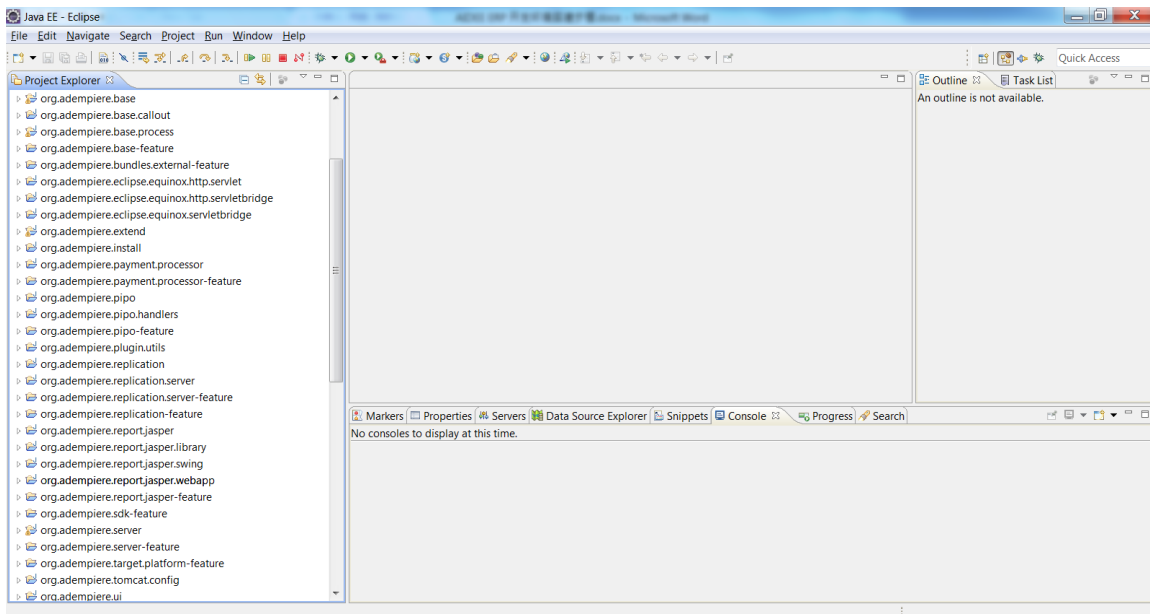 Java EE - Eclipse
File Edit Navigate Search Project Run Window Help
Quick Access
Project Explorer
org.adempiere.base
org.adempiere.base.callout
org.adempiere.base.process
org.adempiere.base-feature
org.adempiere.bundles.external-feature
org.adempiere.eclipse.equinox.http.servlet
org.adempiere.eclipse.equinox.http.servletbridge
org.adempiere.eclipse.equinox.servletbridge
org.adempiere.extend
org.adempiere.install
org.adempiere.payment.processor
org.adempiere.payment.processor-feature
org.adempiere.pipo
org.adempiere.pipo.handlers
org.adempiere.pipo-feature
org.adempiere.plugin.utils
org.adempiere.replication
org.adempiere.replication.server
org.adempiere.replication.server-feature
org.adempiere.replication-feature
org.adempiere.report.jasper
org.adempiere.report.jasper.library
org.adempiere.report.jasper.swing
org.adempiere.report.jasper.webapp
org.adempiere.report.jasper-feature
org.adempiere.sdk-feature
org.adempiere.server
org.adempiere.server-feature
org.adempiere.target.platform-feature
org.adempiere.tomcat.config
org.adempiere.ui
Outline Task List
An outline is not available.
Markers Properties Servers Data Source Explorer Snippets Console Progress Search
No consoles to display at this time.